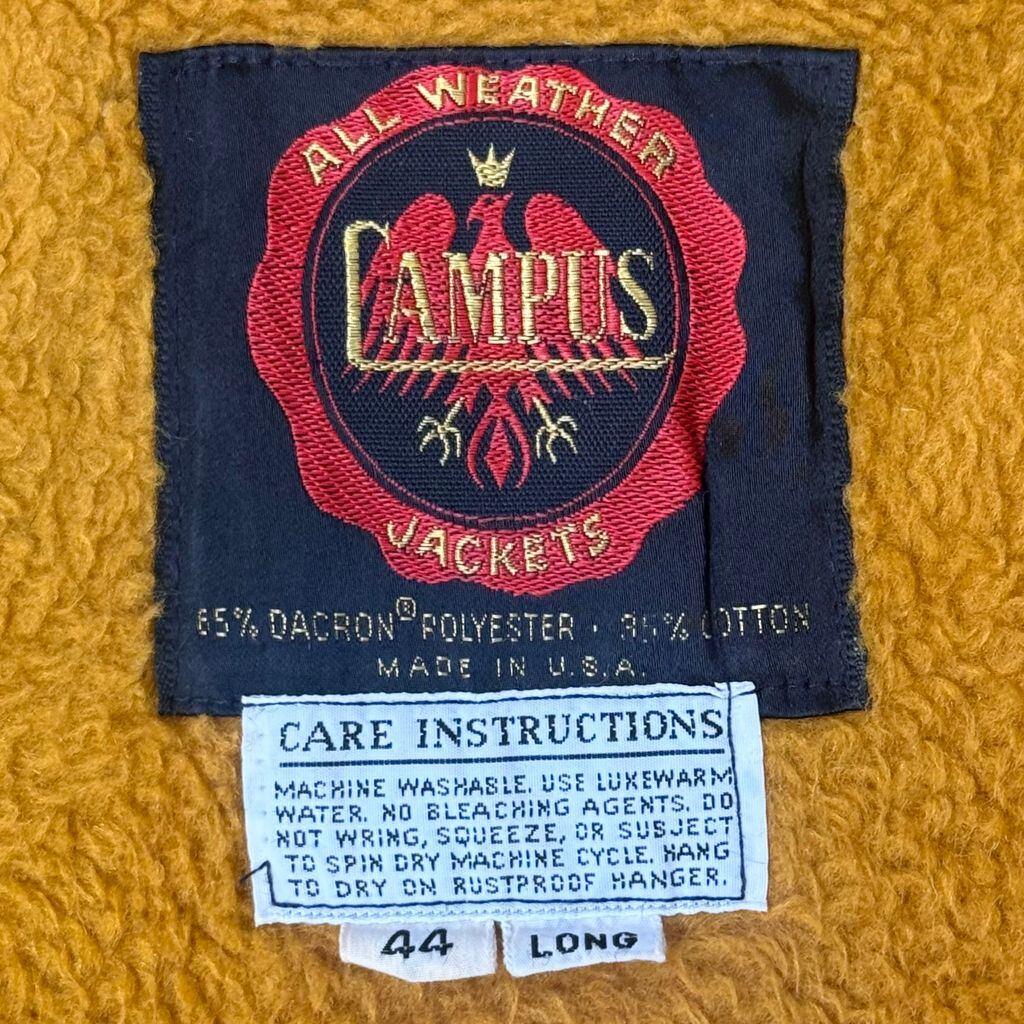 ALL WEATHER
CAMPUS
JACKETS
65% DACRON® POLYESTER · 35% COTTON
MADE IN U.S.A.
CARE INSTRUCTIONS
MACHINE WASHABLE. USE LUKEWARM
WATER. NO BLEACHING AGENTS. DO
NOT WRING, SQUEEZE, OR SUBJECT
TO SPIN DRY MACHINE CYCLE. HANG
TO DRY ON RUSTPROOF HANGER.
44 LONG